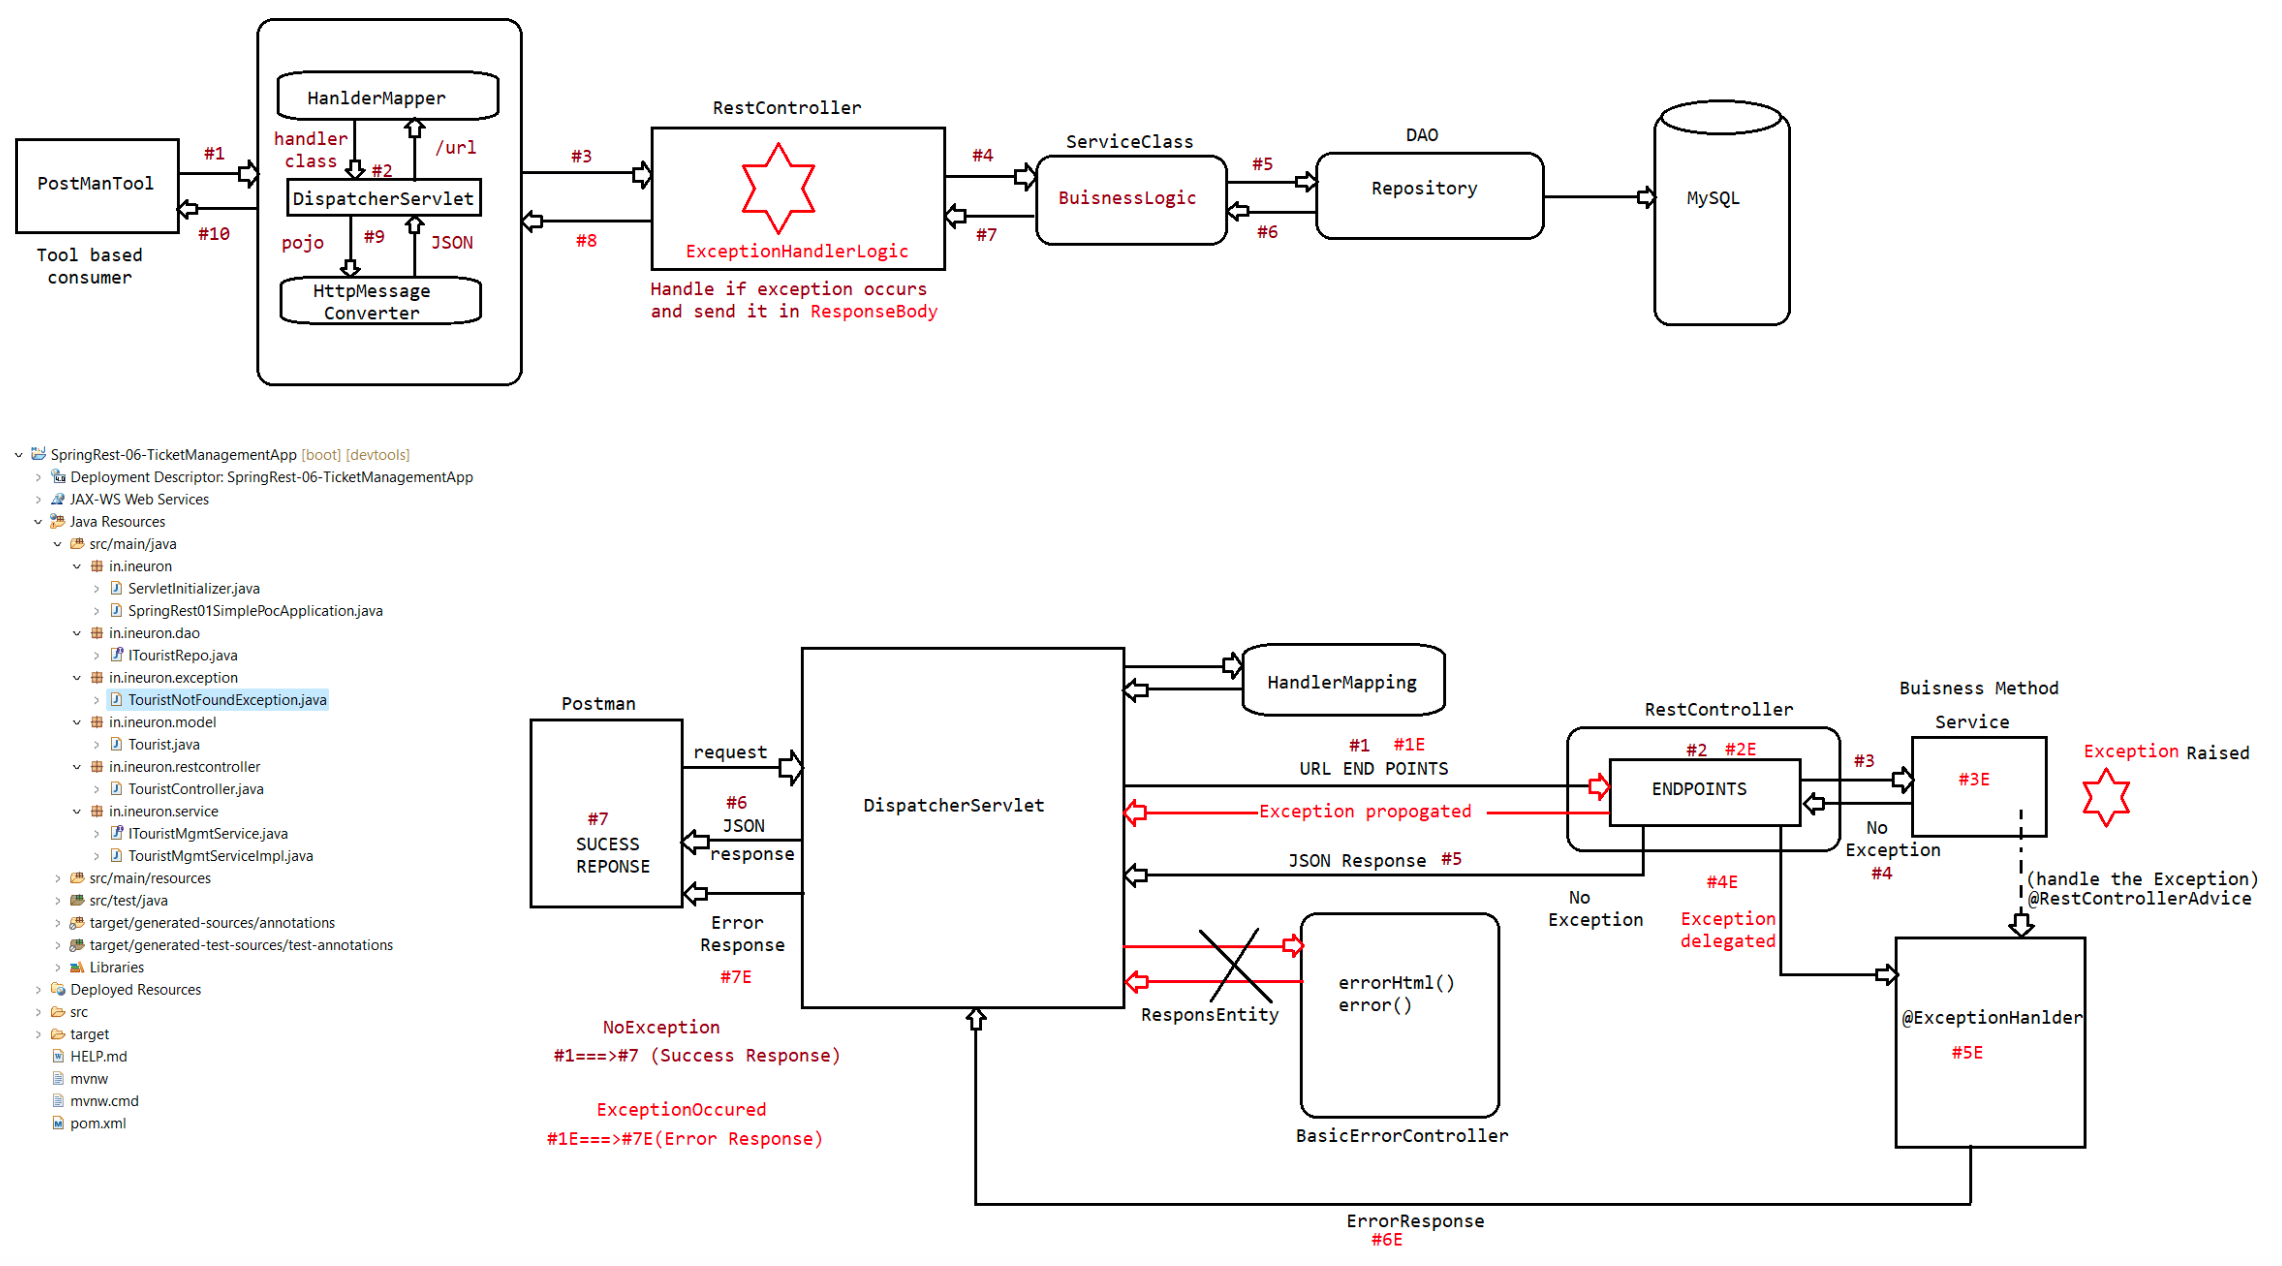 HanlderMapper
handler
class
/url
#2
DispatcherServlet
pojo
#9
JSON
HttpMessage
Converter
#1
PostManTool
#10
Tool based
consumer
#3
#8
RestController
ExceptionHandlerLogic
Handle if exception occurs
and send it in ResponseBody
#4
#7
ServiceClass
BuisnessLogic
#5
#6
DAO
Repository
MySQL
SpringRest-06-TicketManagementApp [boot] [devtools]
Deployment Descriptor: SpringRest-06-TicketManagementApp
JAX-WS Web Services
Java Resources
src/main/java
in.ineuron
ServletInitializer.java
SpringRest01SimplePocApplication.java
in.ineuron.dao
ITouristRepo.java
in.ineuron.exception
TouristNotFoundException.java
in.ineuron.model
Tourist.java
in.ineuron.restcontroller
TouristController.java
in.ineuron.service
ITouristMgmtService.java
TouristMgmtServiceImpl.java
src/main/resources
src/test/java
target/generated-sources/annotations
target/generated-test-sources/test-annotations
Libraries
Deployed Resources
src
target
HELP.md
mvnw
mvnw.cmd
pom.xml
Postman
#7
SUCESS
REPONSE
request
#6
JSON
response
Error
Response
#7E
DispatcherServlet
HandlerMapping
#1 #1E
URL END POINTS
Exception propogated
JSON Response #5
RestController
#2 #2E
ENDPOINTS
Buisness Method
Service
#3
#3E
Exception Raised
No
Exception
#4
(handle the Exception)
@RestControllerAdvice
No
Exception
#4E
Exception
delegated
ResponsEntity
errorHtml()
error()
BasicErrorController
@ExceptionHanlder
#5E
NoException
#1===>#7 (Success Response)
ExceptionOccured
#1E===>#7E(Error Response)
ErrorResponse
#6E